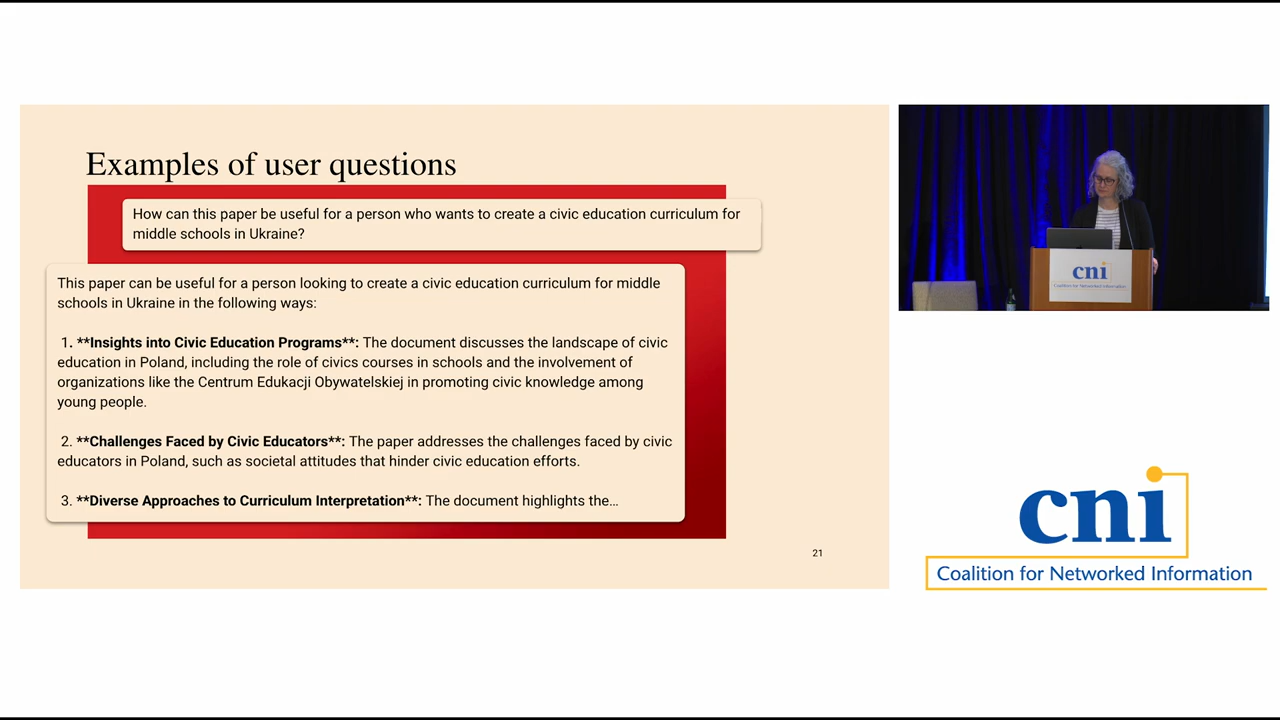 Examples of user questions
How can this paper be useful for a person who wants to create a civic education curriculum for
middle schools in Ukraine?
This paper can be useful for a person looking to create a civic education curriculum for middle
schools in Ukraine in the following ways:
1. **Insights into Civic Education Programs**: The document discusses the landscape of civic
education in Poland, including the role of civics courses in schools and the involvement of
organizations like the Centrum Edukacji Obywatelskiej in promoting civic knowledge among
young people.
2. **Challenges Faced by Civic Educators**: The paper addresses the challenges faced by civic
educators in Poland, such as societal attitudes that hinder civic education efforts.
3. **Diverse Approaches to Curriculum Interpretation**: The document highlights the…
21
cni
Coalition for Networked Information
cni
Coalition for Networked Information